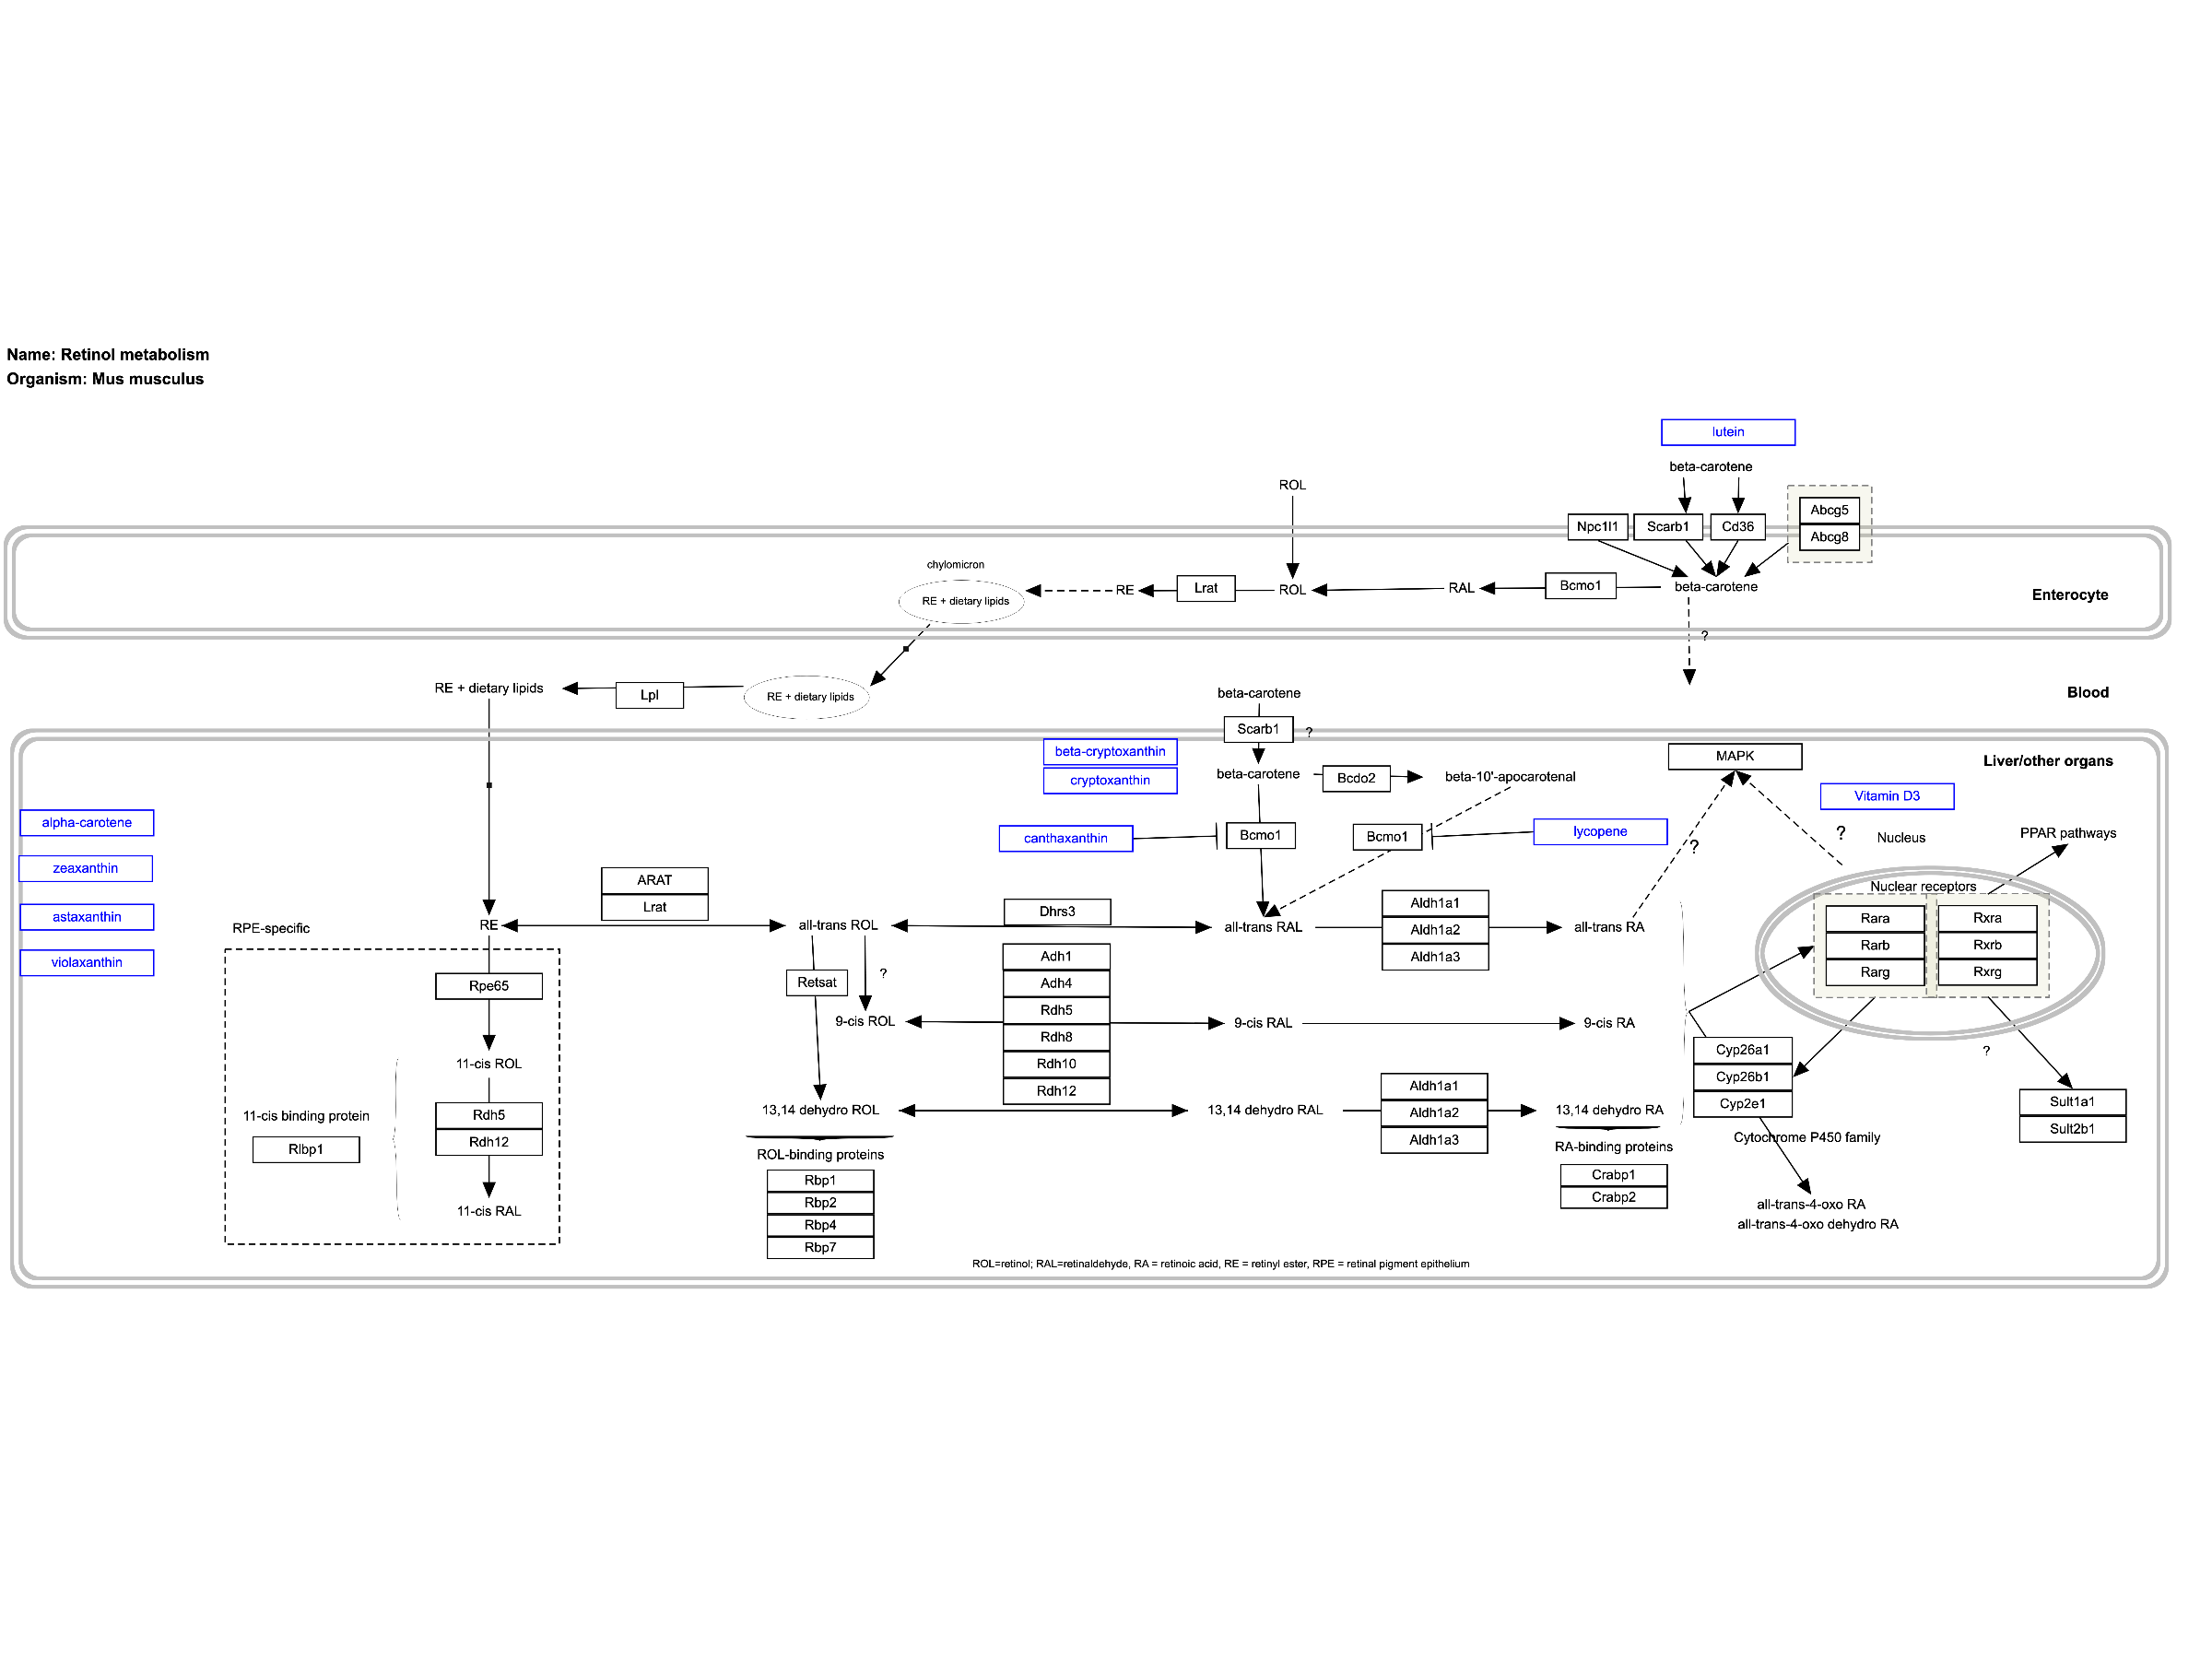 Name: Retinol metabolism
Organism: Mus musculus
lutein
beta-carotene
ROL
Abcg5
Abcg8
Npc1l1
Scarb1
Cd36
chylomicron
RE + dietary lipids
RE
Lrat
ROL
RAL
Bcmo1
beta-carotene
Enterocyte
?
RE + dietary lipids
Lpl
RE + dietary lipids
beta-carotene
Blood
Scarb1
?
beta-cryptoxanthin
cryptoxanthin
beta-carotene
Bcdo2
beta-10'-apocarotenal
MAPK
Liver/other organs
Vitamin D3
alpha-carotene
zeaxanthin
astaxanthin
violaxanthin
canthaxanthin
Bcmo1
Bcmo1
lycopene
?
?
Nucleus
PPAR pathways
ARAT
Lrat
RE
RPE-specific
all-trans ROL
Dhrs3
all-trans RAL
Aldh1a1
Aldh1a2
Aldh1a3
all-trans RA
Nuclear receptors
Rara
Rarb
Rarg
Rxra
Rxrb
Rxrg
Rpe65
Retsat
?
9-cis ROL
Adh1
Adh4
Rdh5
Rdh8
Rdh10
Rdh12
9-cis RAL
9-cis RA
Cyp26a1
Cyp26b1
Cyp2e1
Cytochrome P450 family
?
Sult1a1
Sult2b1
11-cis ROL
11-cis binding protein
Rlbp1
Rdh5
Rdh12
11-cis RAL
13,14 dehydro ROL
13,14 dehydro RAL
Aldh1a1
Aldh1a2
Aldh1a3
13,14 dehydro RA
ROL-binding proteins
Rbp1
Rbp2
Rbp4
Rbp7
RA-binding proteins
Crabp1
Crabp2
all-trans-4-oxo RA
all-trans-4-oxo dehydro RA
ROL=retinol; RAL=retinaldehyde, RA = retinoic acid, RE = retinyl ester, RPE = retinal pigment epithelium